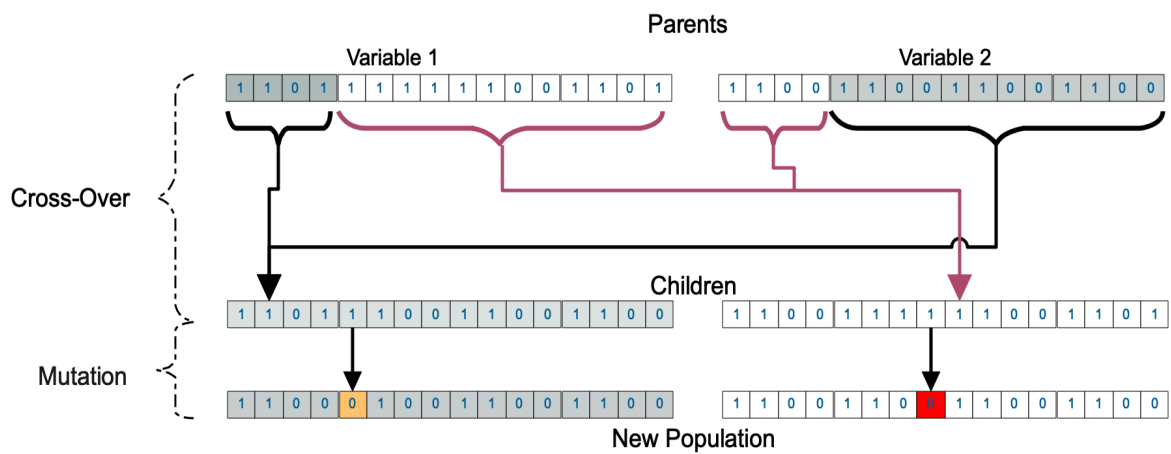 Parents
Variable 1 Variable 2
1 1 0 1 1 1 1 1 1 1 0 0 1 1 0 1 1 1 0 0 1 1 0 0 1 1 0 0 1 1 0 0
Cross-Over
Children
1 1 0 1 1 1 0 0 1 1 0 0 1 1 0 0 1 1 0 0 1 1 1 1 1 1 0 0 1 1 0 1
Mutation
1 1 0 0 0 1 0 0 1 1 0 0 1 1 0 0 1 1 0 0 1 1 0 0 1 1 0 0 1 1 0 0
New Population